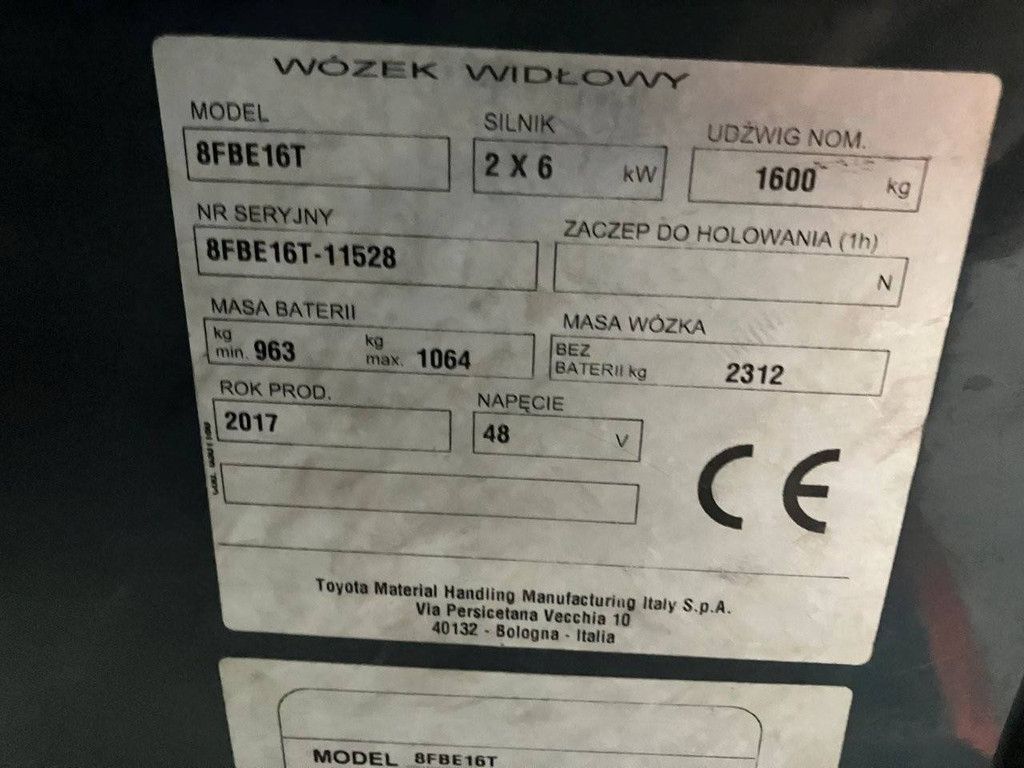 WÓZEK WIDŁOWY
MODEL SILNIK UDŹWIG NOM.
8FBE16T 2 X 6 kW 1600 kg
NR SERYJNY ZACZEP DO HOLOWANIA (1h)
8FBE16T-11528 N
MASA BATERII MASA WÓZKA
kg min. 963 kg max. 1064 BEZ BATERII kg 2312
ROK PROD. NAPĘCIE
2017 48 V
CE
Toyota Material Handling Manufacturing Italy S.p.A.
Via Persicetana Vecchia 10
40132 - Bologna - Italia
MODEL 8FBE16T